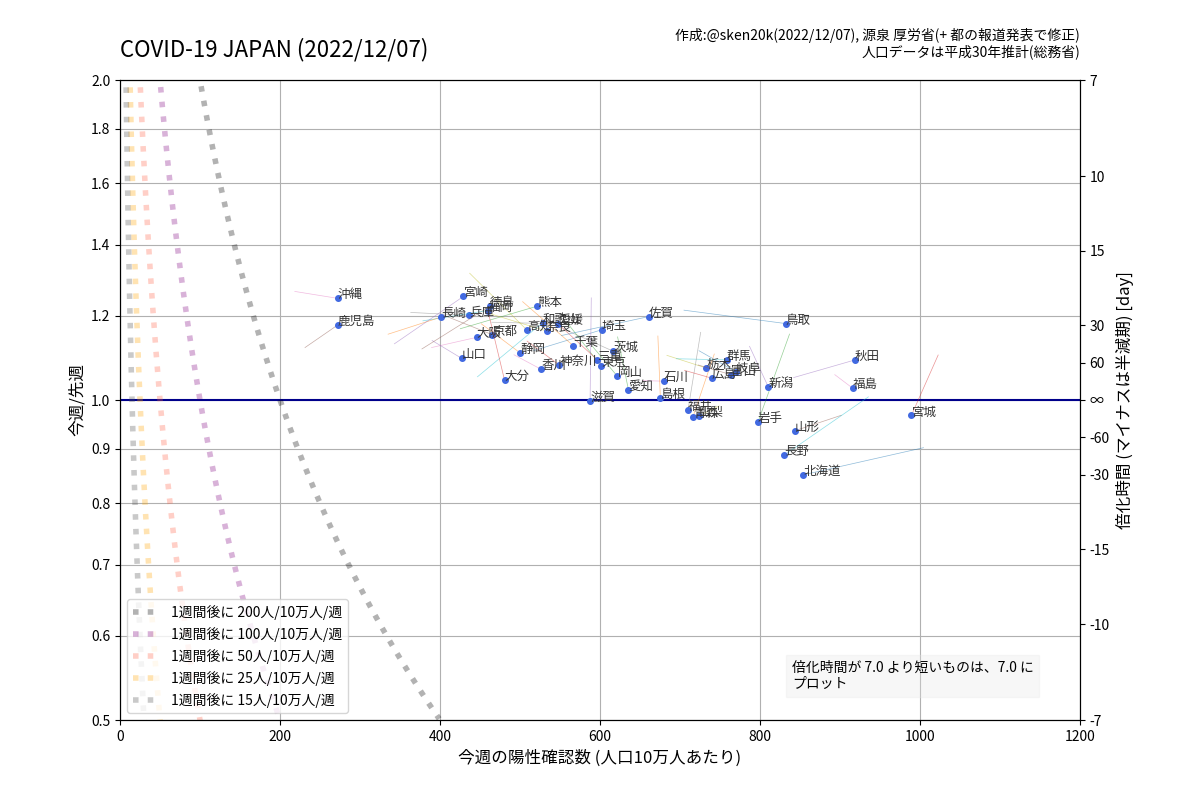 COVID-19 JAPAN (2022/12/07)
作成:@sken20k(2022/12/07), 源泉 厚労省(+ 都の報道発表で修正)
人口データは平成30年推計(総務省)
2.0
1.8
1.6
1.4
1.2
1.0
0.9
0.8
0.7
0.6
0.5
今週/先週
7
10
15
30
60
∞
-60
-30
-15
-10
-7
倍化時間 (マイナスは半減期) [day]
沖縄
鹿児島
宮崎
徳島
福岡
長崎
兵庫
熊本
佐賀
鳥取
大阪
京都
高知
奈良
和歌山
愛媛
埼玉
山口
静岡
千葉
茨城
香川
神奈川
三重
東京
大分
岡山
愛知
滋賀
石川
島根
群馬
栃木
岐阜
広島
富山
秋田
新潟
福島
福井
山梨
岩手
山形
宮城
長野
北海道
1週間後に 200人/10万人/週
1週間後に 100人/10万人/週
1週間後に 50人/10万人/週
1週間後に 25人/10万人/週
1週間後に 15人/10万人/週
倍化時間が 7.0 より短いものは、7.0 に
プロット
0
200
400
600
800
1000
1200
今週の陽性確認数 (人口10万人あたり)